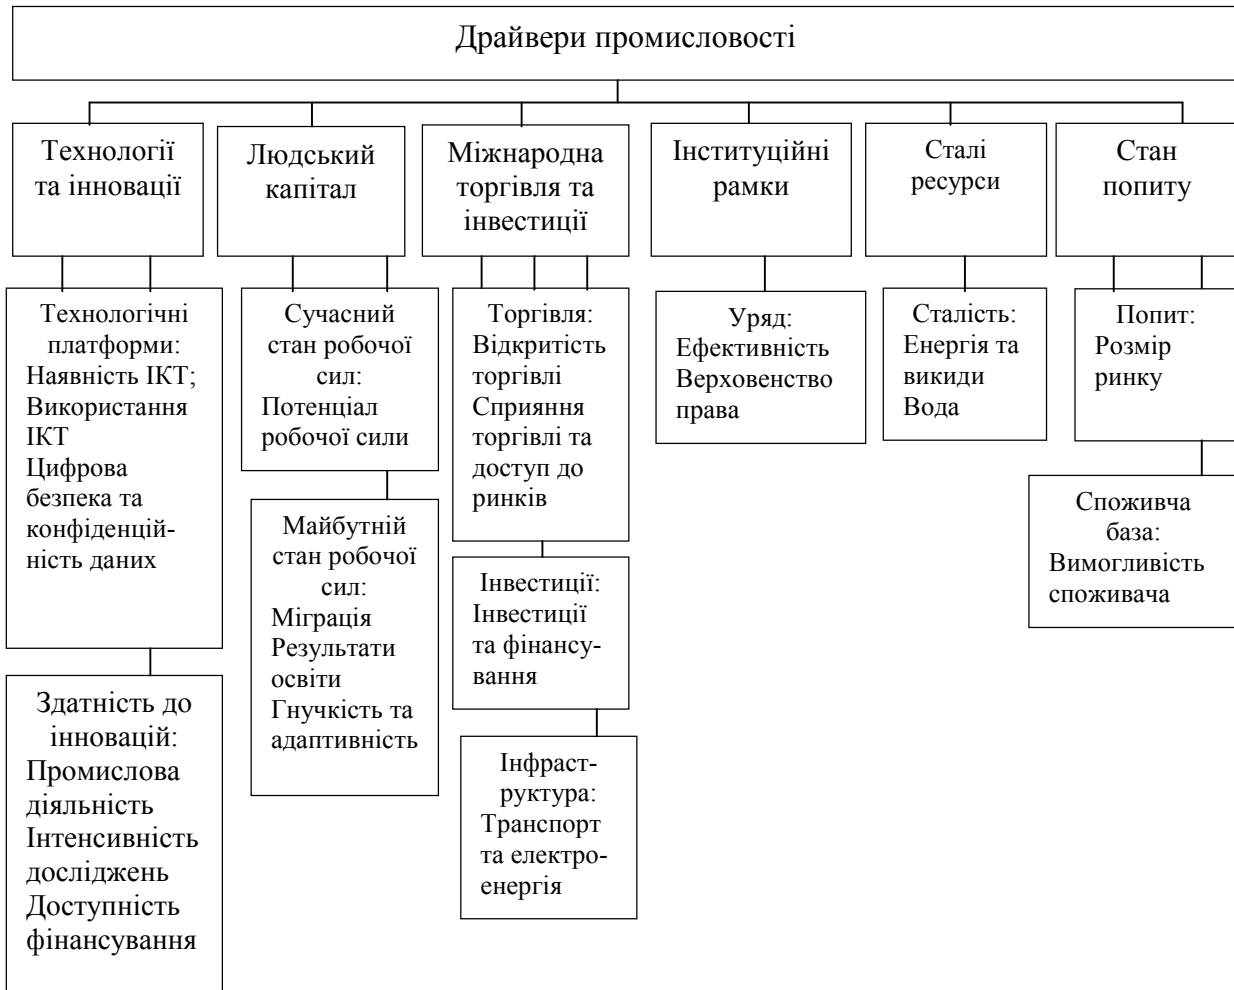 Драйвери промисловості
Технології
та інновації
Людський
капітал
Міжнародна
торгівля та
інвестиції
Інституційні
рамки
Сталі
ресурси
Стан
попиту
Технологічні
платформи:
Наявність ІКТ;
Використання
ІКТ
Цифрова
безпека та
конфіденцій-
ність даних
Здатність до
інновацій:
Промислова
діяльність
Інтенсивність
досліджень
Доступність
фінансування
Сучасний
стан робочої
сил:
Потенціал
робочої сили
Майбутній
стан робочої
сил:
Міграція
Результати
освіти
Гнучкість та
адаптивність
Торгівля:
Відкритість
торгівлі
Сприяння
торгівлі та
доступ до
ринків
Інвестиції:
Інвестиції
та фінансу-
вання
Інфраст-
руктура:
Транспорт
та електро-
енергія
Уряд:
Ефективність
Верховенство
права
Сталість:
Енергія та
викиди
Вода
Попит:
Розмір
ринку
Споживча
база:
Вимогливість
споживача